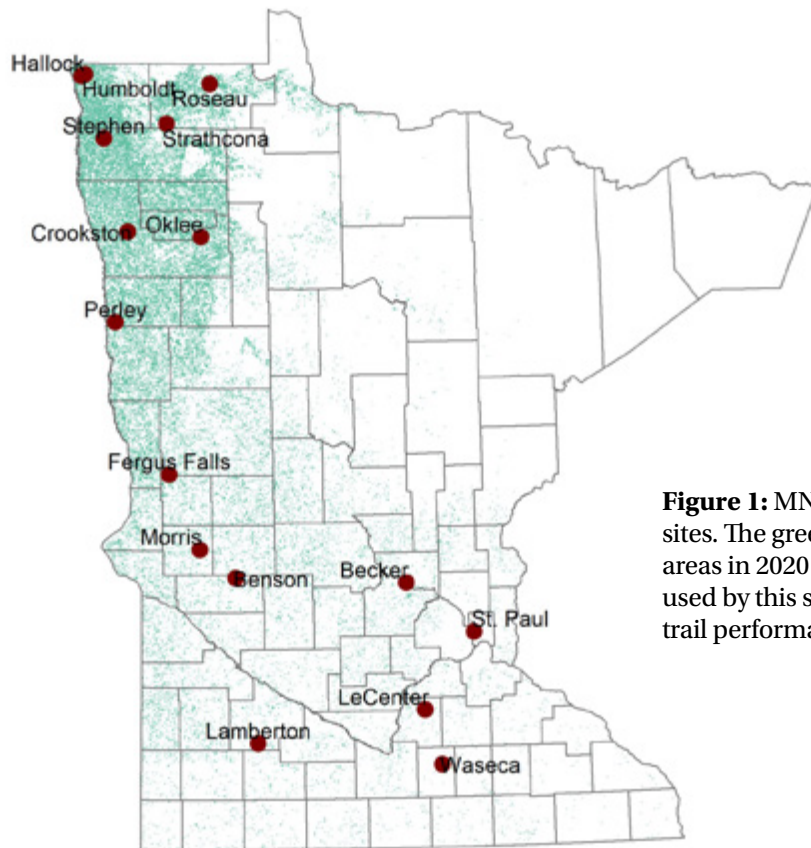 Hallock
Humboldt
Roseau
Stephen
Strathcona
Crookston
Oklee
Perley
Fergus Falls
Morris
Benson
Becker
St. Paul
LeCenter
Lamberton
Waseca
Figure 1: MN
sites. The gree
areas in 2020
used by this s
trail performa